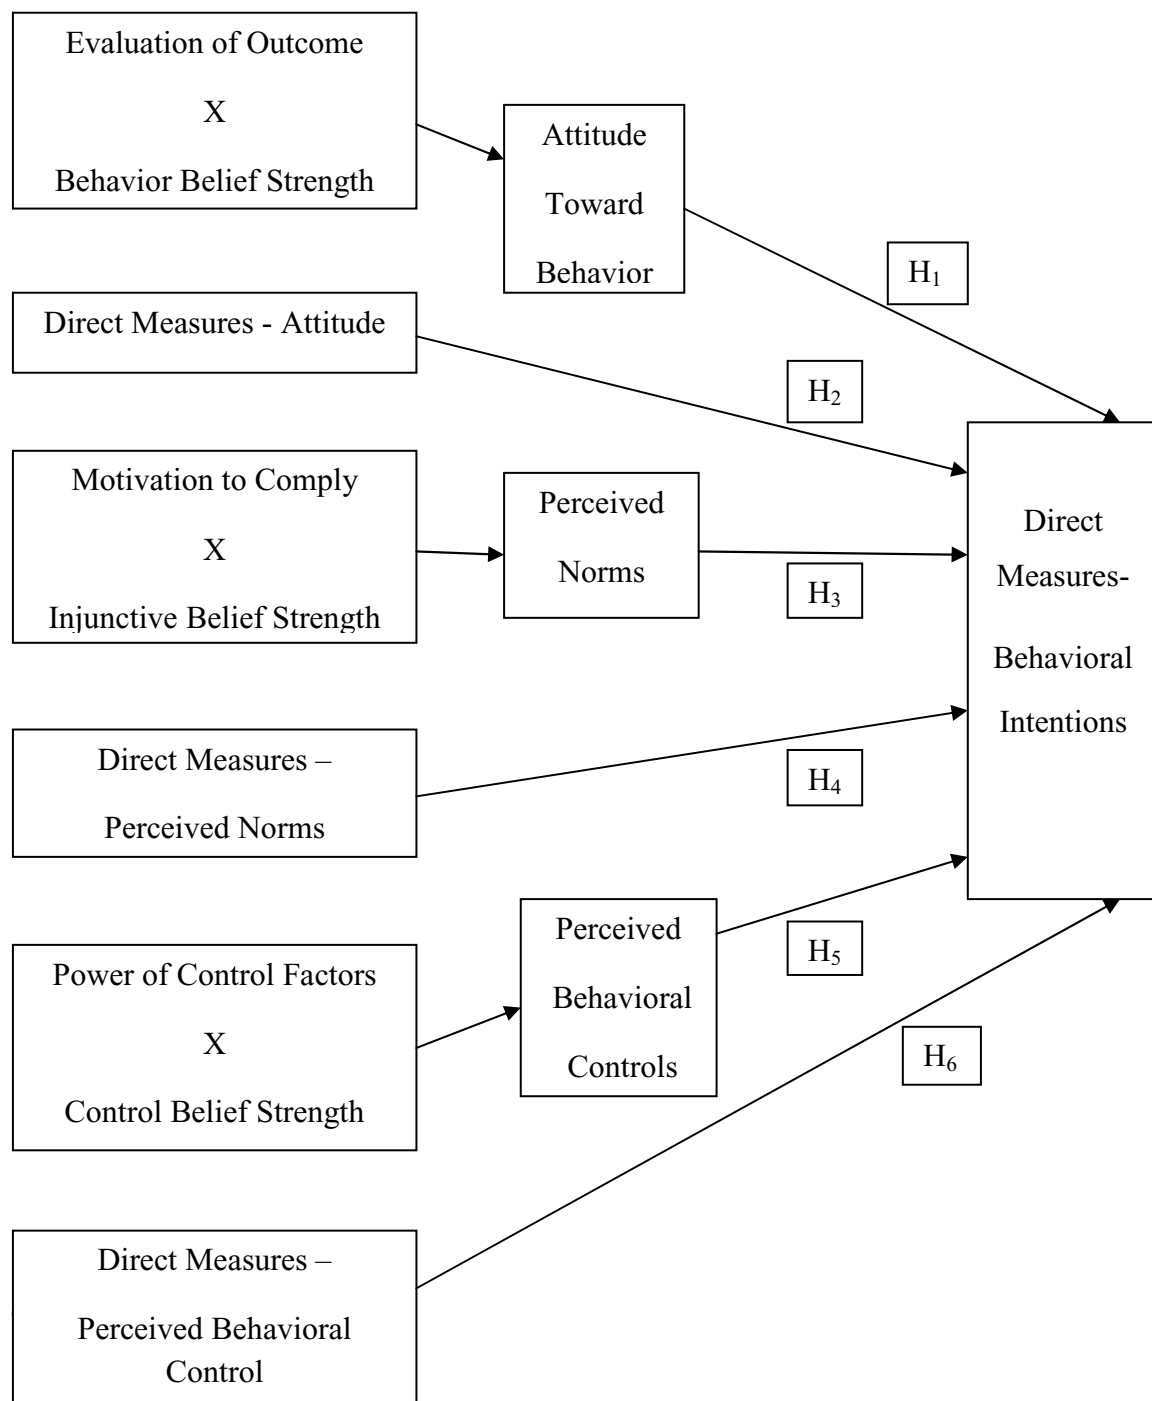 Evaluation of Outcome
X
Behavior Belief Strength
Attitude
Toward
Behavior
H₁
Direct Measures - Attitude
H₂
Motivation to Comply
X
Injunctive Belief Strength
Perceived
Norms
H₃
Direct
Measures-
Behavioral
Intentions
Direct Measures –
Perceived Norms
H₄
Power of Control Factors
X
Control Belief Strength
Perceived
Behavioral
Controls
H₅
H₆
Direct Measures –
Perceived Behavioral
Control